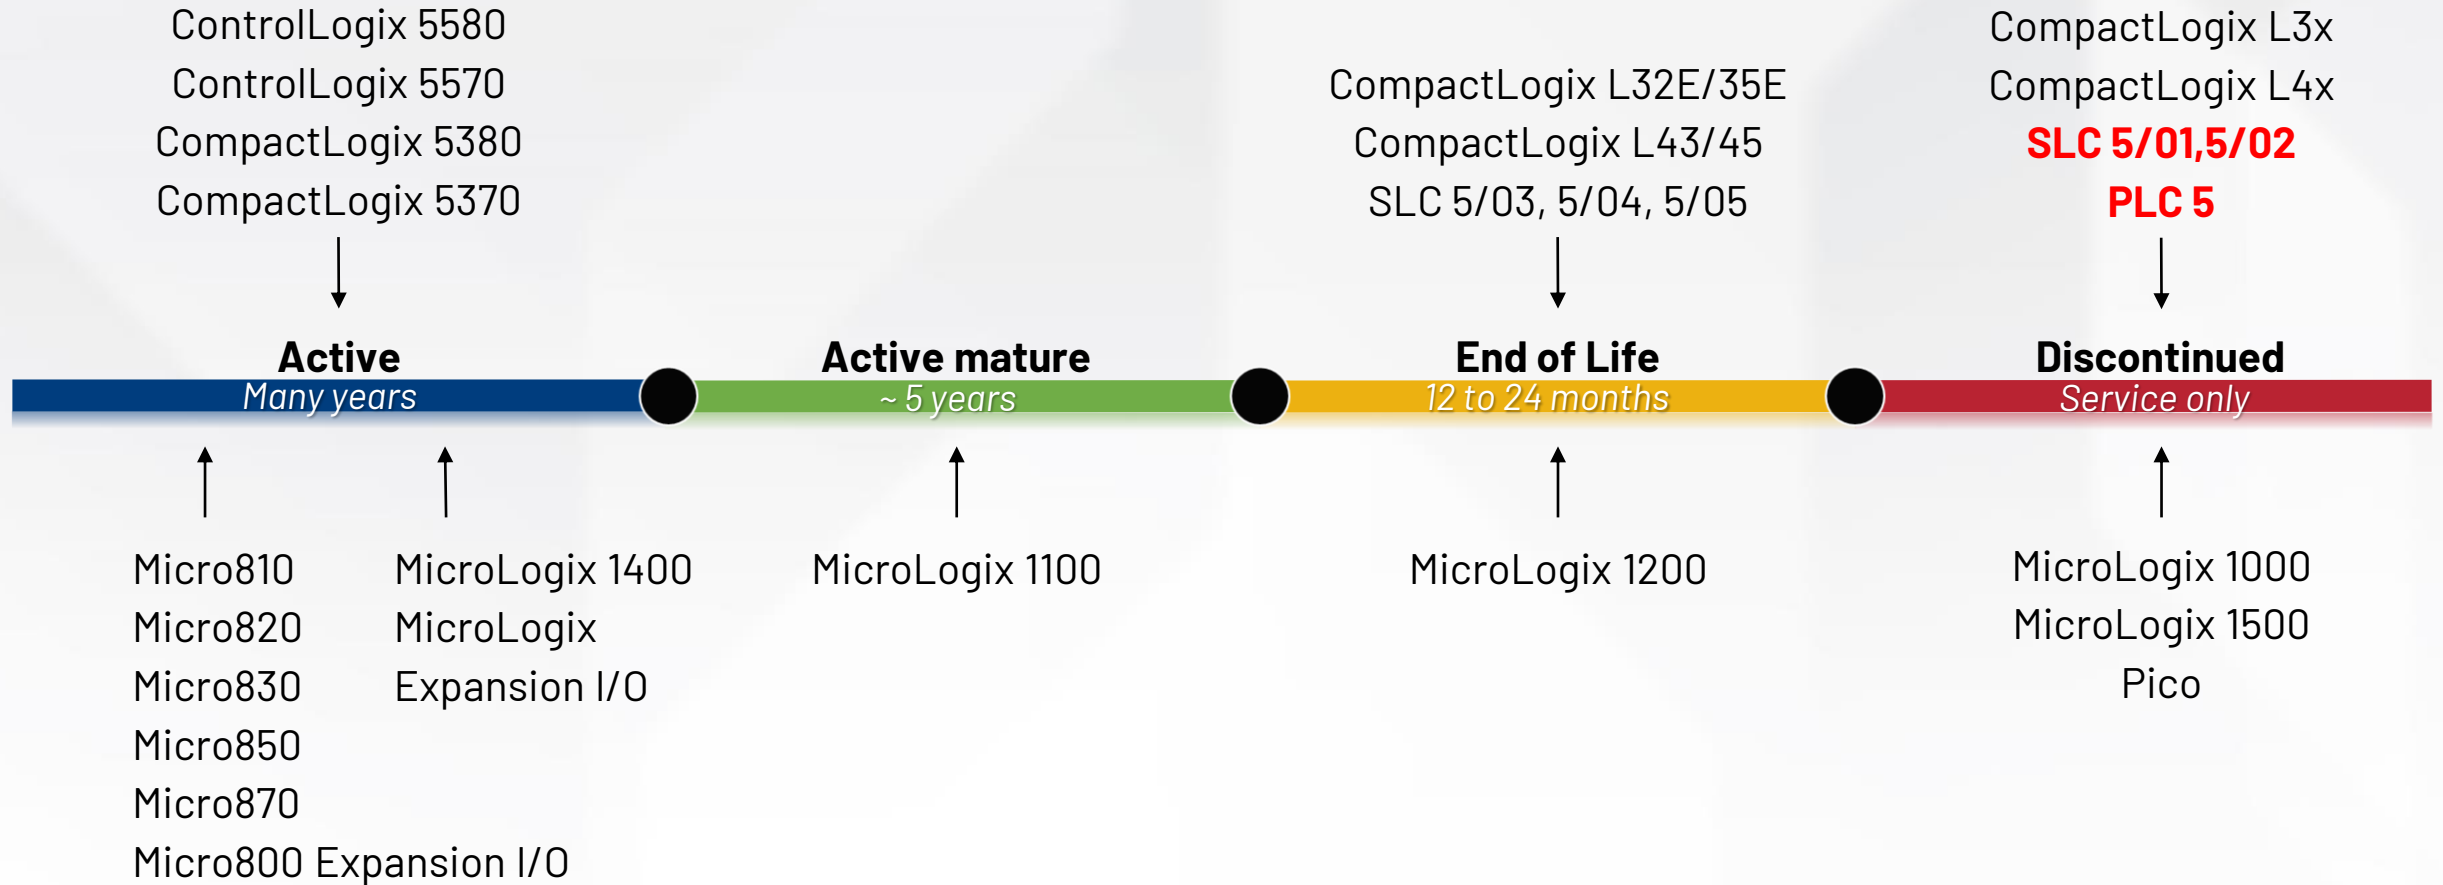 ControlLogix 5580
ControlLogix 5570
CompactLogix 5380
CompactLogix 5370
CompactLogix L32E/35E
CompactLogix L43/45
SLC 5/03, 5/04, 5/05
CompactLogix L3x
CompactLogix L4x
SLC 5/01,5/02
PLC 5
Active
Many years
Active mature
~ 5 years
End of Life
12 to 24 months
Discontinued
Service only
Micro810
Micro820
Micro830
Micro850
Micro870
Micro800 Expansion I/O
MicroLogix 1400
MicroLogix
Expansion I/O
MicroLogix 1100
MicroLogix 1200
MicroLogix 1000
MicroLogix 1500
Pico